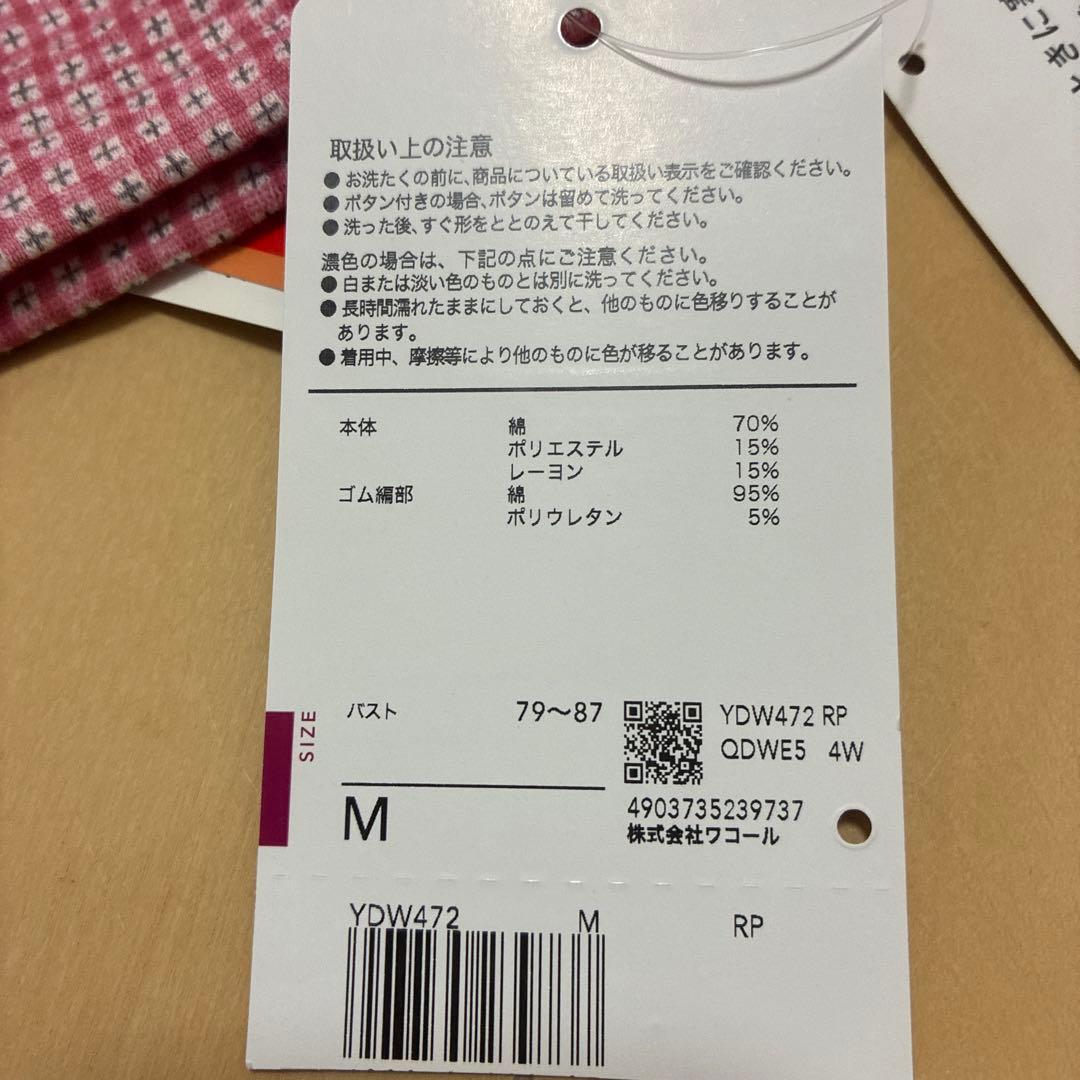 取扱い上の注意
●お洗たくの前に、商品についている取扱い表示をご確認ください。
●ボタン付きの場合、ボタンは留めて洗ってください。
●洗った後、すぐ形をととのえて干してください。
濃色の場合は、下記の点にご注意ください。
●白または淡い色のものとは別に洗ってください。
●長時間濡れたままにしておくと、他のものに色移りすることが
あります。
●着用中、摩擦等により他のものに色が移ることがあります。
本体 綿 70%
ポリエステル 15%
レーヨン 15%
ゴム編部 綿 95%
ポリウレタン 5%
SIZE
バスト 79〜87
M
YDW472 RP
QDWE5 4W
4903735239737
株式会社ワコール
YDW472 M RP